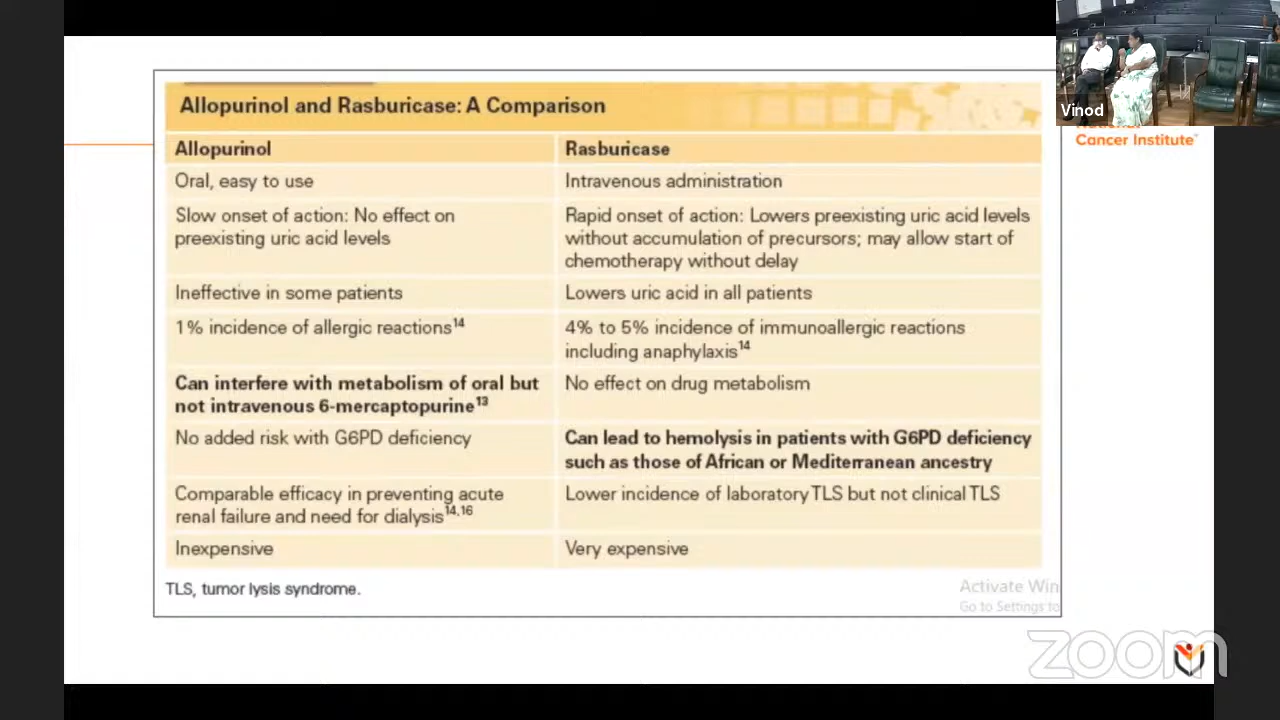 Allopurinol and Rasburicase: A Comparison
Allopurinol
Rasburicase
Oral, easy to use
Intravenous administration
Slow onset of action: No effect on
preexisting uric acid levels
Rapid onset of action: Lowers preexisting uric acid levels
without accumulation of precursors; may allow start of
chemotherapy without delay
Ineffective in some patients
Lowers uric acid in all patients
1% incidence of allergic reactions14
4% to 5% incidence of immunoallergic reactions
including anaphylaxis14
Can interfere with metabolism of oral but
not intravenous 6-mercaptopurine13
No effect on drug metabolism
No added risk with G6PD deficiency
Can lead to hemolysis in patients with G6PD deficiency
such as those of African or Mediterranean ancestry
Comparable efficacy in preventing acute
renal failure and need for dialysis14,16
Lower incidence of laboratory TLS but not clinical TLS
Inexpensive
Very expensive
TLS, tumor lysis syndrome.
Vinod
Cancer Institute
Activate Win
Go to Settings to
zoom